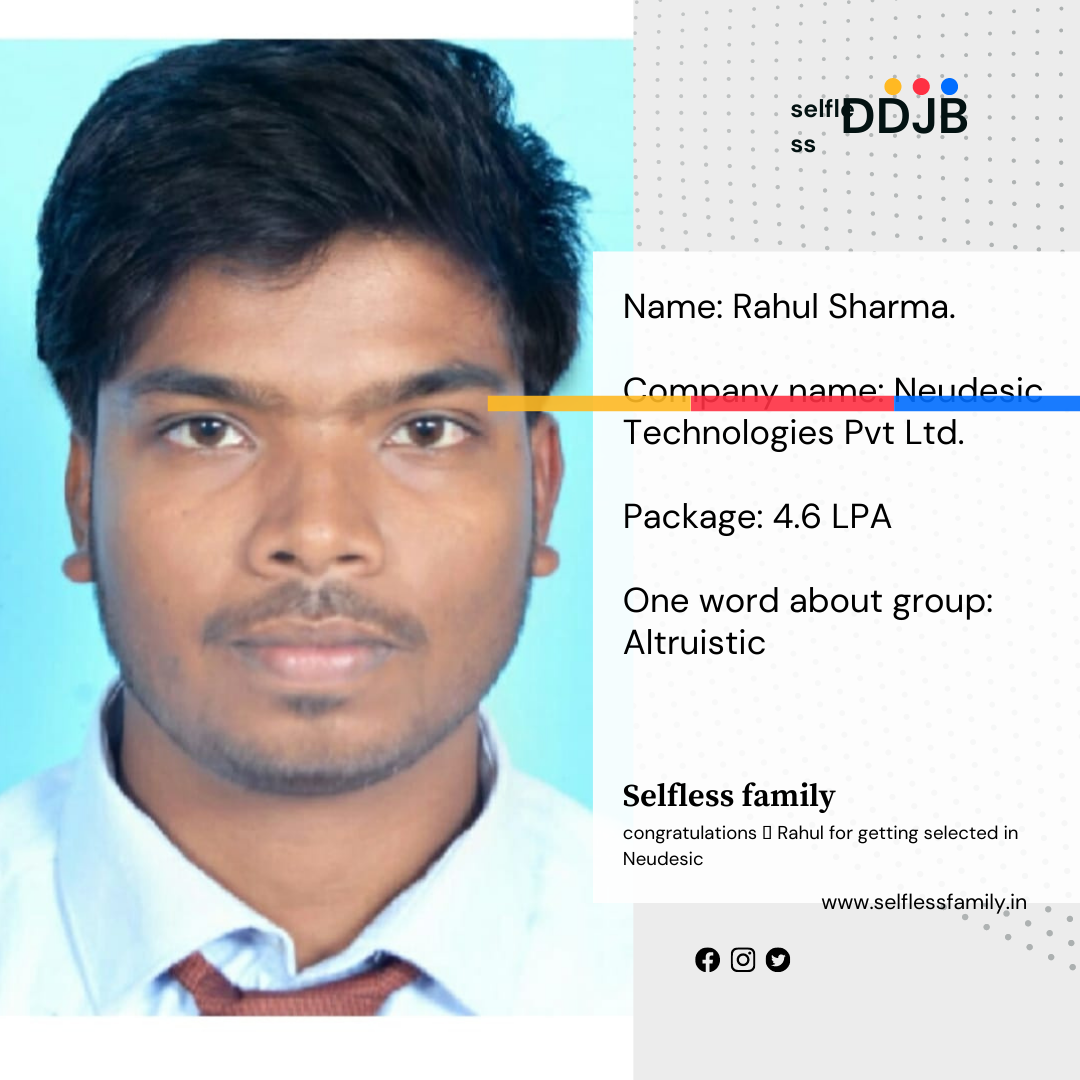 selfle
ss
DDJB
Name: Rahul Sharma.
Company name: Neudesic
Technologies Pvt Ltd.
Package: 4.6 LPA
One word about group:
Altruistic
Selfless family
congratulations ▯ Rahul for getting selected in
Neudesic
www.selflessfamily.in